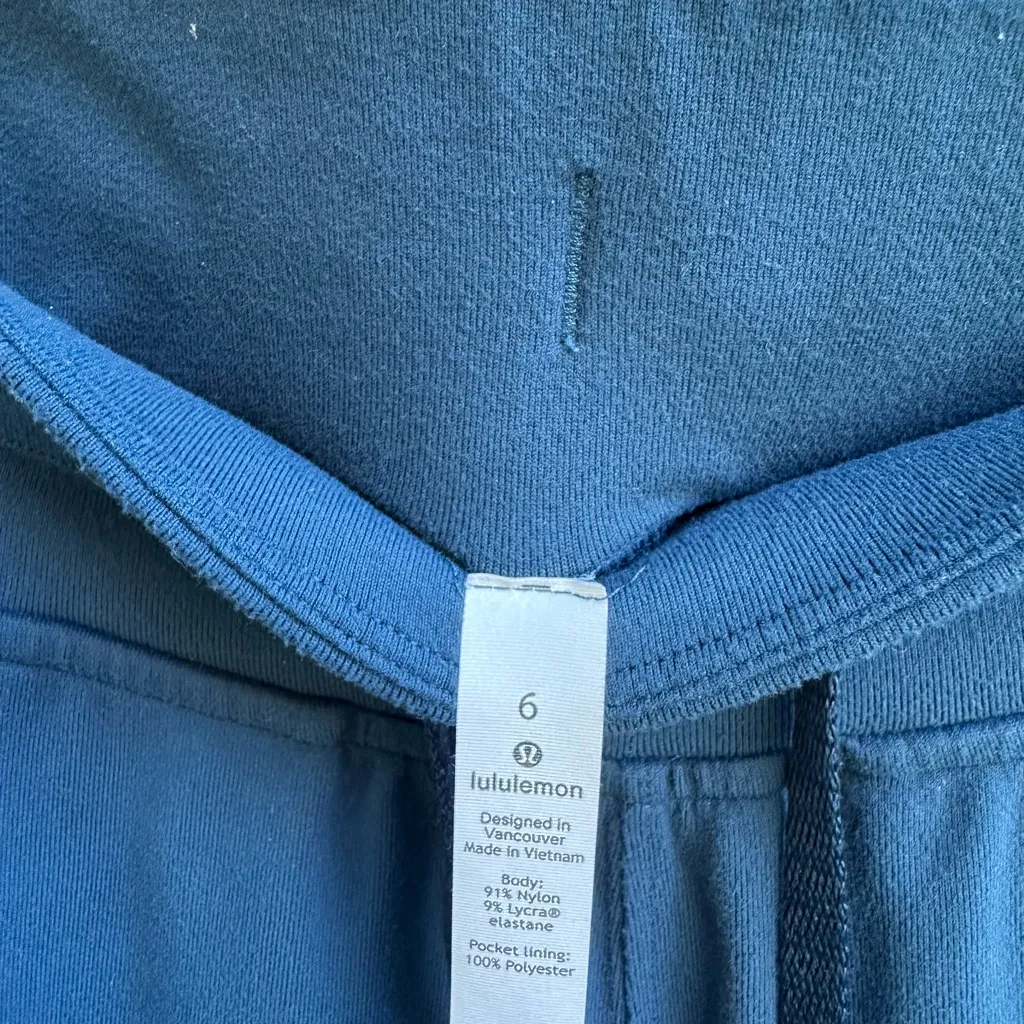 6
lululemon
Designed in
Vancouver
Made in Vietnam
Body:
91% Nylon
9% Lycra®
elastane
Pocket lining:
100% Polyester